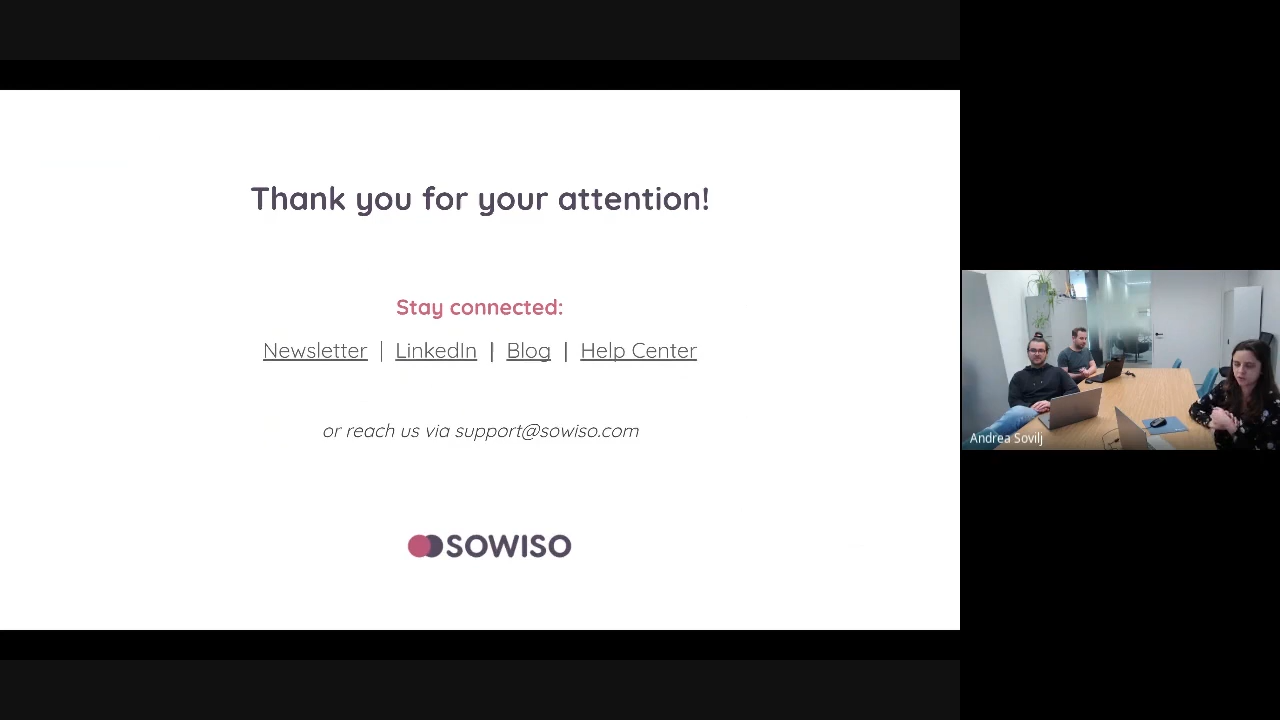 Thank you for your attention!
Stay connected:
Newsletter | LinkedIn | Blog | Help Center
or reach us via support@sowiso.com
SOWISO
Andrea Sovilj